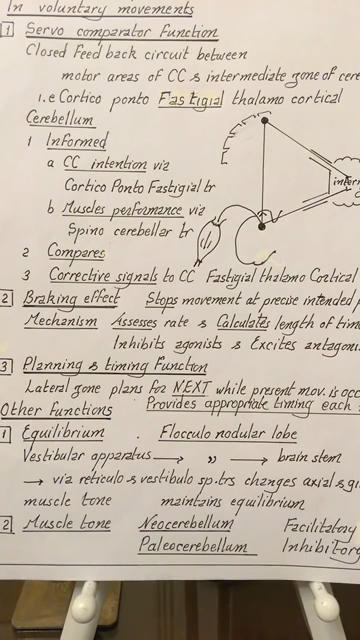 In voluntary movements
1 Servo comparator function
Closed Feed back circuit between
motor areas of CC & intermediate zone of cere
i.e Cortico ponto Fastigial thalamo cortical
Cerebellum
1 Informed
a CC intention via
Cortico Ponto Fastigial tr
b Muscles performance via
Spino cerebellar tr
inter
2 Compares
3 Corrective signals to CC Fastigial thalamo Cortical
2 Braking effect Stops movement at precise intended
Mechanism Assesses rate & Calculates length of time
Inhibits agonists & Excites antagoni
3 Planning & timing Function
Lateral zone plans for NEXT while present mov. is occ
Provides appropriate timing each
Other functions
1 Equilibrium Flocculo nodular lobe
Vestibular apparatus → " → brain stem
→ via reticulo & vestibulo sp.trs changes axial & gi
muscle tone maintains equilibrium
2 Muscle tone Neocerebellum Facilitatory
Paleocerebellum Inhibitory